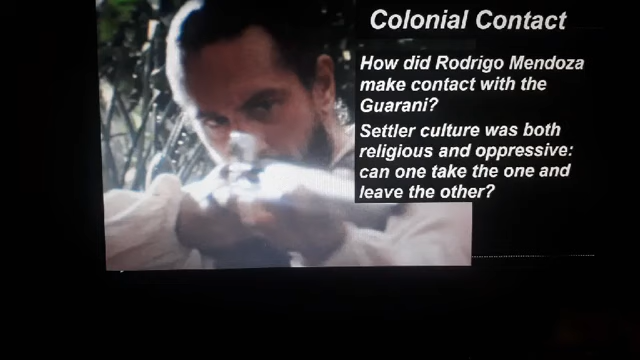 Colonial Contact
How did Rodrigo Mendoza
make contact with the
Guarani?
Settler culture was both
religious and oppressive:
can one take the one and
leave the other?